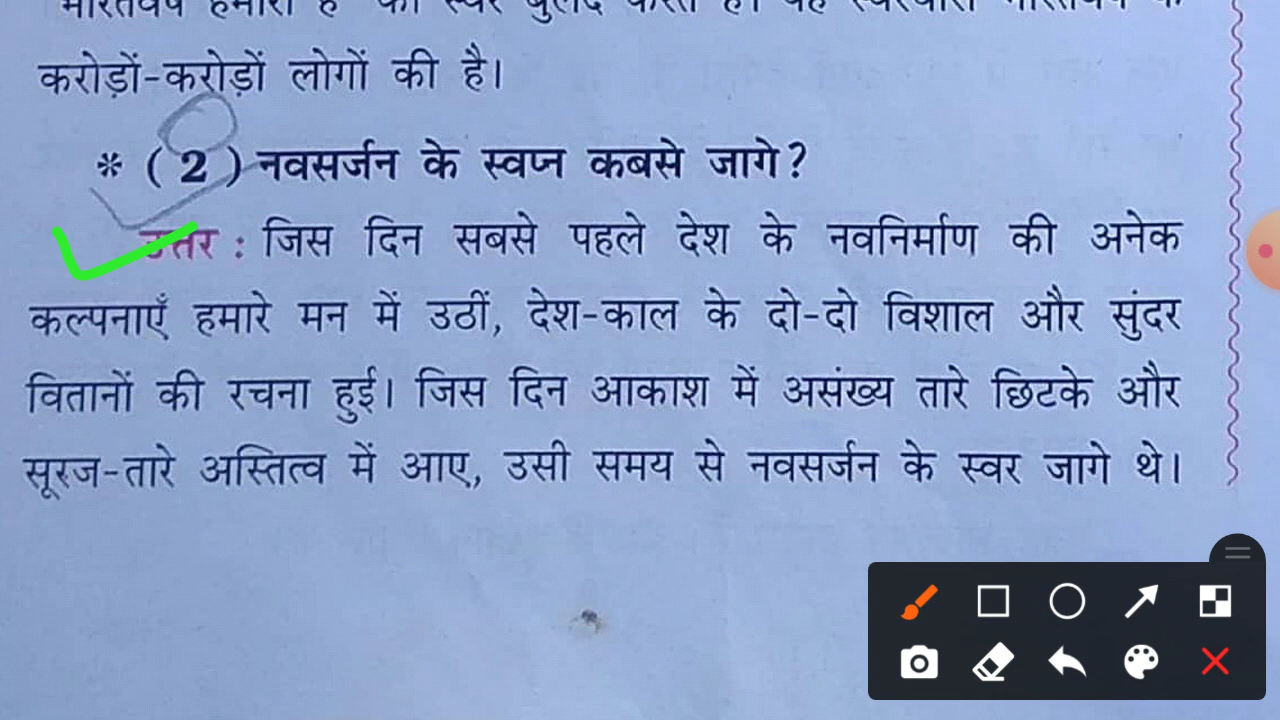 करोड़ों-करोड़ों लोगों की है।
* ( 2 ) नवसर्जन के स्वप्न कबसे जागे?
उत्तर : जिस दिन सबसे पहले देश के नवनिर्माण की अनेक
कल्पनाएँ हमारे मन में उठीं, देश-काल के दो-दो विशाल और सुंदर
वितानों की रचना हुई। जिस दिन आकाश में असंख्य तारे छिटके और
सूरज-तारे अस्तित्व में आए, उसी समय से नवसर्जन के स्वर जागे थे।